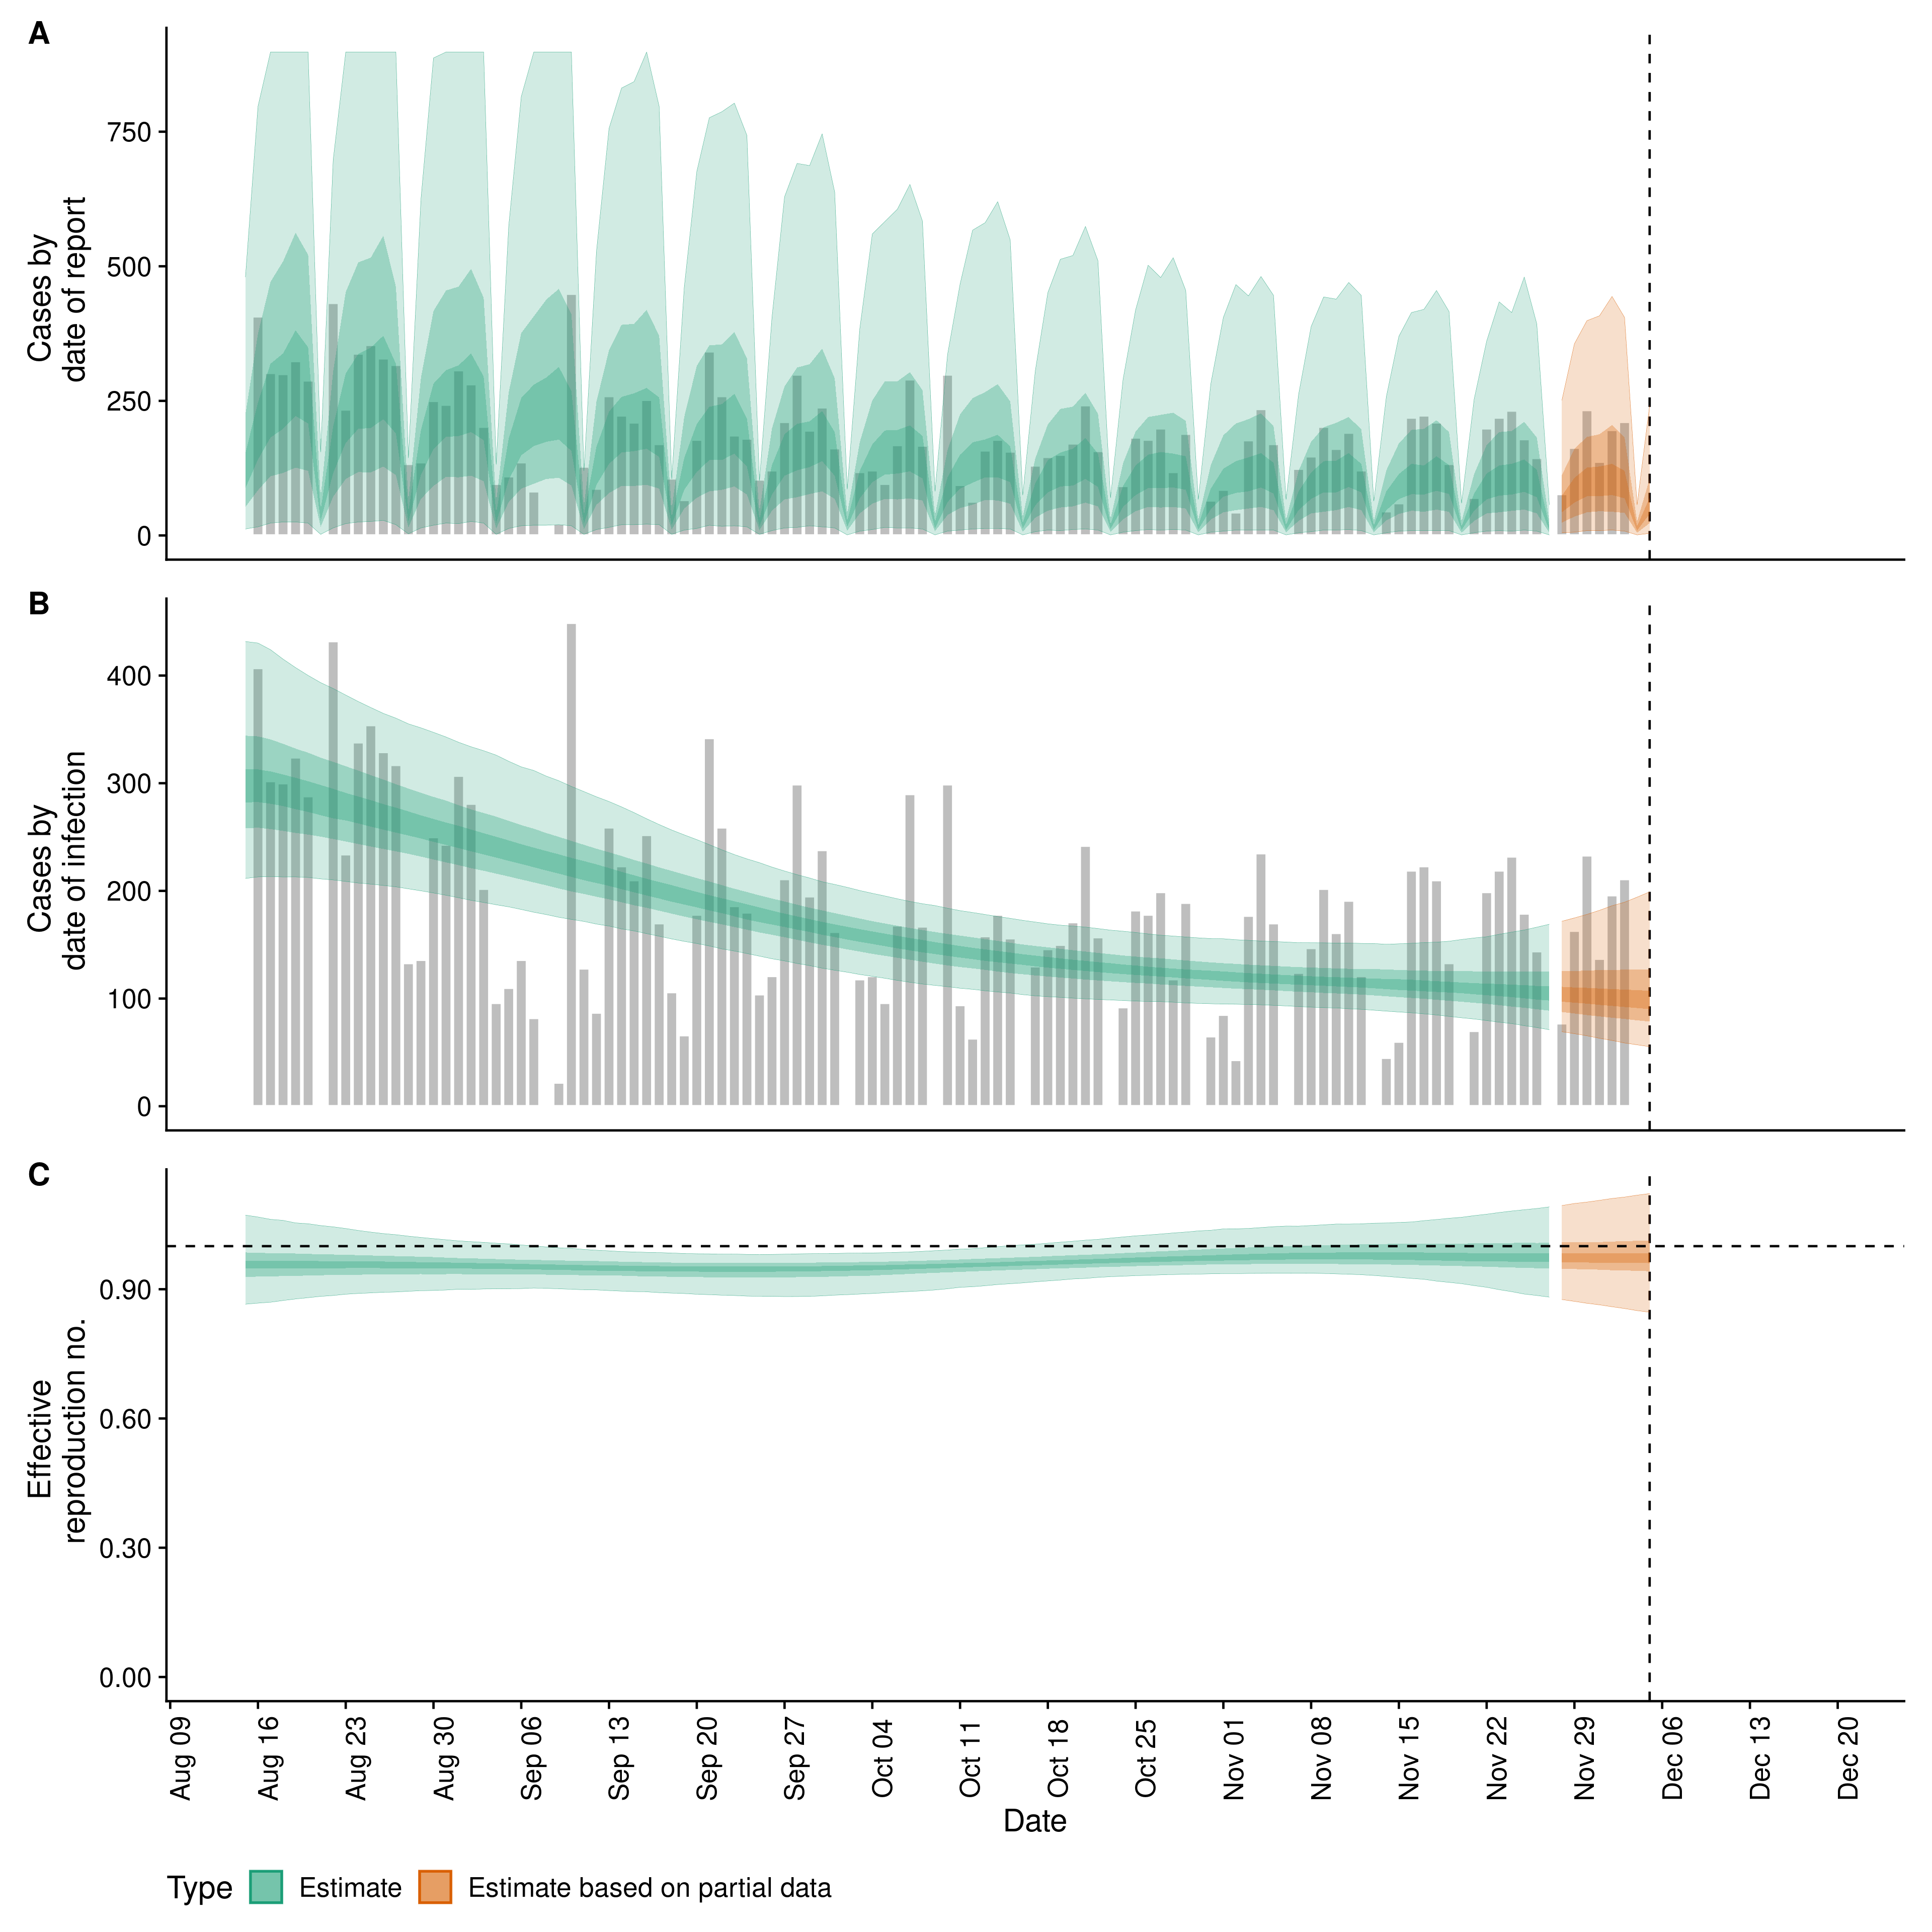 A
Cases by
date of report
750
500
250
0
B
Cases by
date of infection
400
300
200
100
0
C
Effective
reproduction no.
0.90
0.60
0.30
0.00
Aug 09
Aug 16
Aug 23
Aug 30
Sep 06
Sep 13
Sep 20
Sep 27
Oct 04
Oct 11
Oct 18
Oct 25
Nov 01
Nov 08
Nov 15
Nov 22
Nov 29
Dec 06
Dec 13
Dec 20
Date
Type Estimate Estimate based on partial data